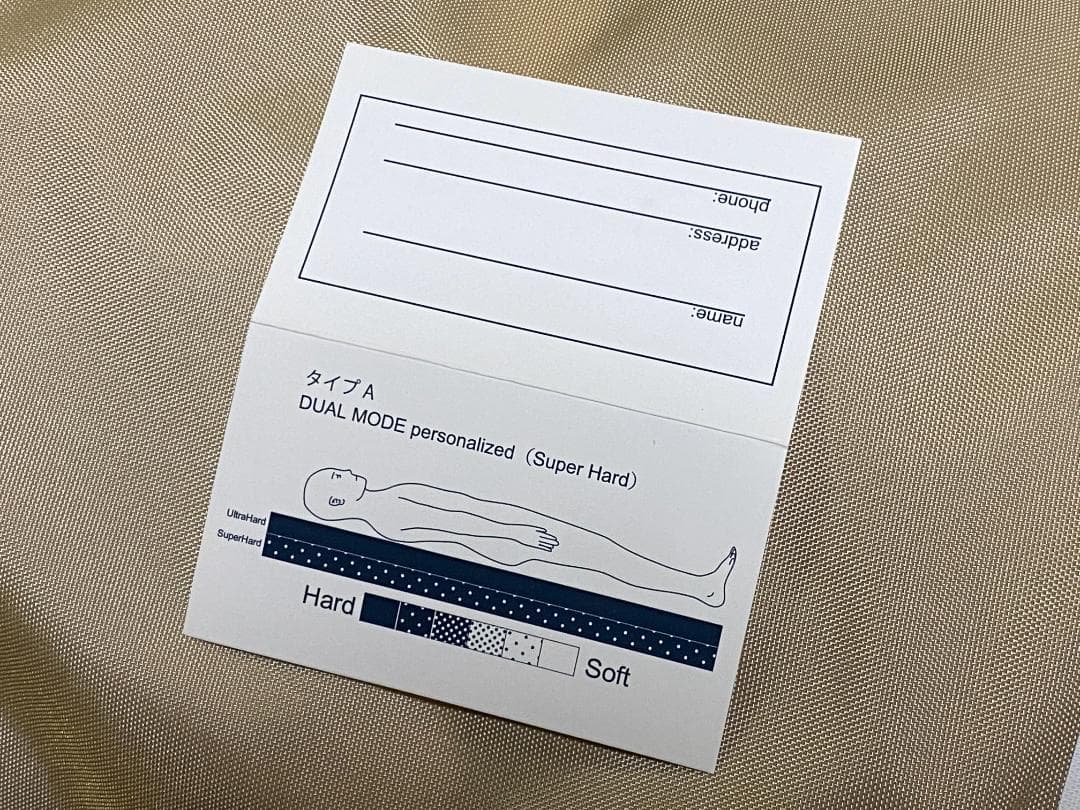 phone:
address:
name:
タイプ A
DUAL MODE personalized（Super Hard）
UltraHard
SuperHard
Hard
Soft